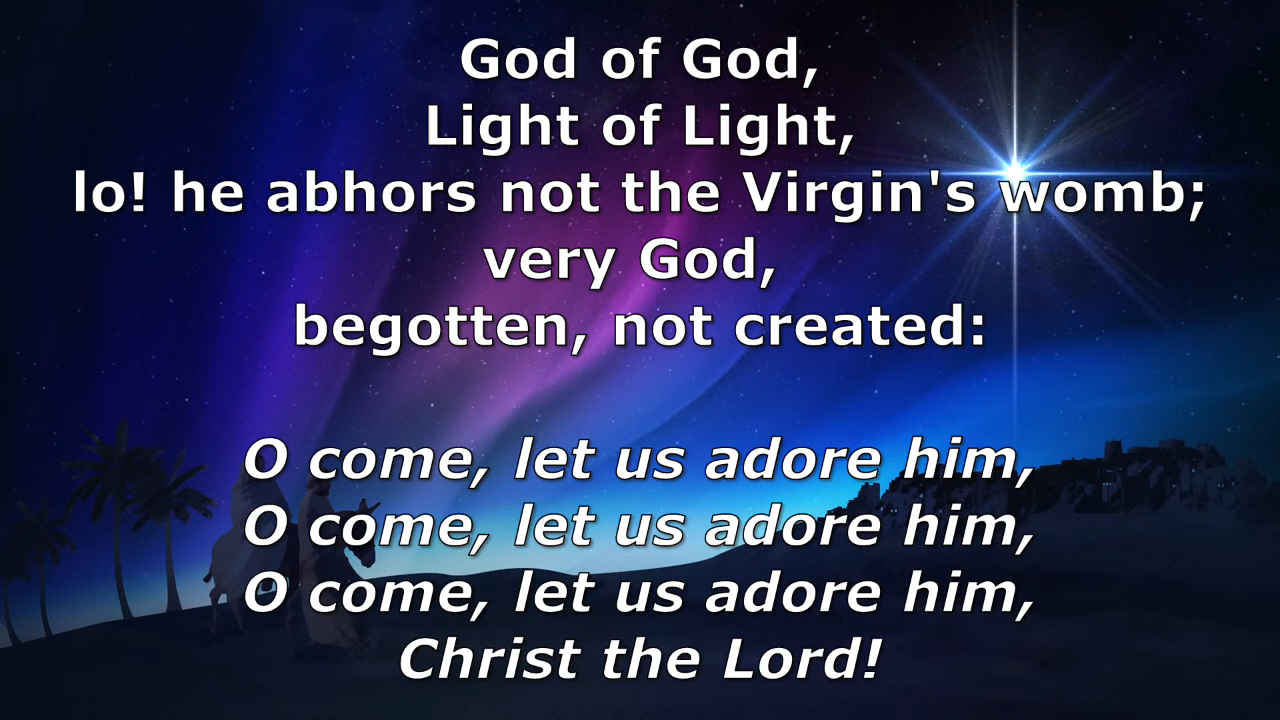 God of God,
Light of Light,
lo! he abhors not the Virgin's womb;
very God,
begotten, not created:
O come, let us adore him,
O come, let us adore him,
O come, let us adore him,
Christ the Lord!